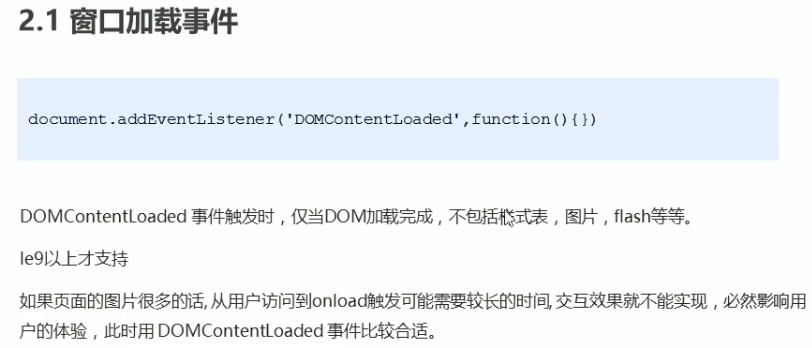 2.1 窗口加载事件
document.addEventListener('DOMContentLoaded',function(){})
DOMContentLoaded 事件触发时，仅当DOM加载完成，不包括样式表，图片，flash等等。
Ie9以上才支持
如果页面的图片很多的话, 从用户访问到onload触发可能需要较长的时间, 交互效果就不能实现，必然影响用
户的体验，此时用 DOMContentLoaded 事件比较合适。